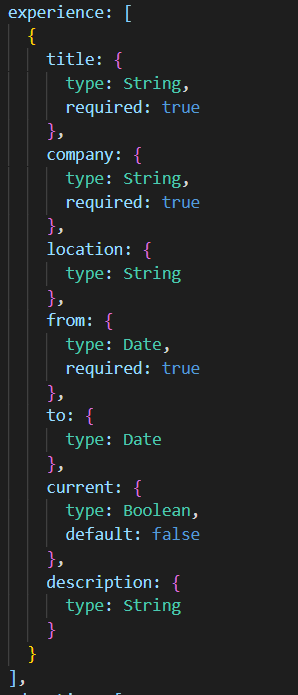 experience: [
{
title: {
type: String,
required: true
},
company: {
type: String,
required: true
},
location: {
type: String
},
from: {
type: Date,
required: true
},
to: {
type: Date
},
current: {
type: Boolean,
default: false
},
description: {
type: String
}
}
],